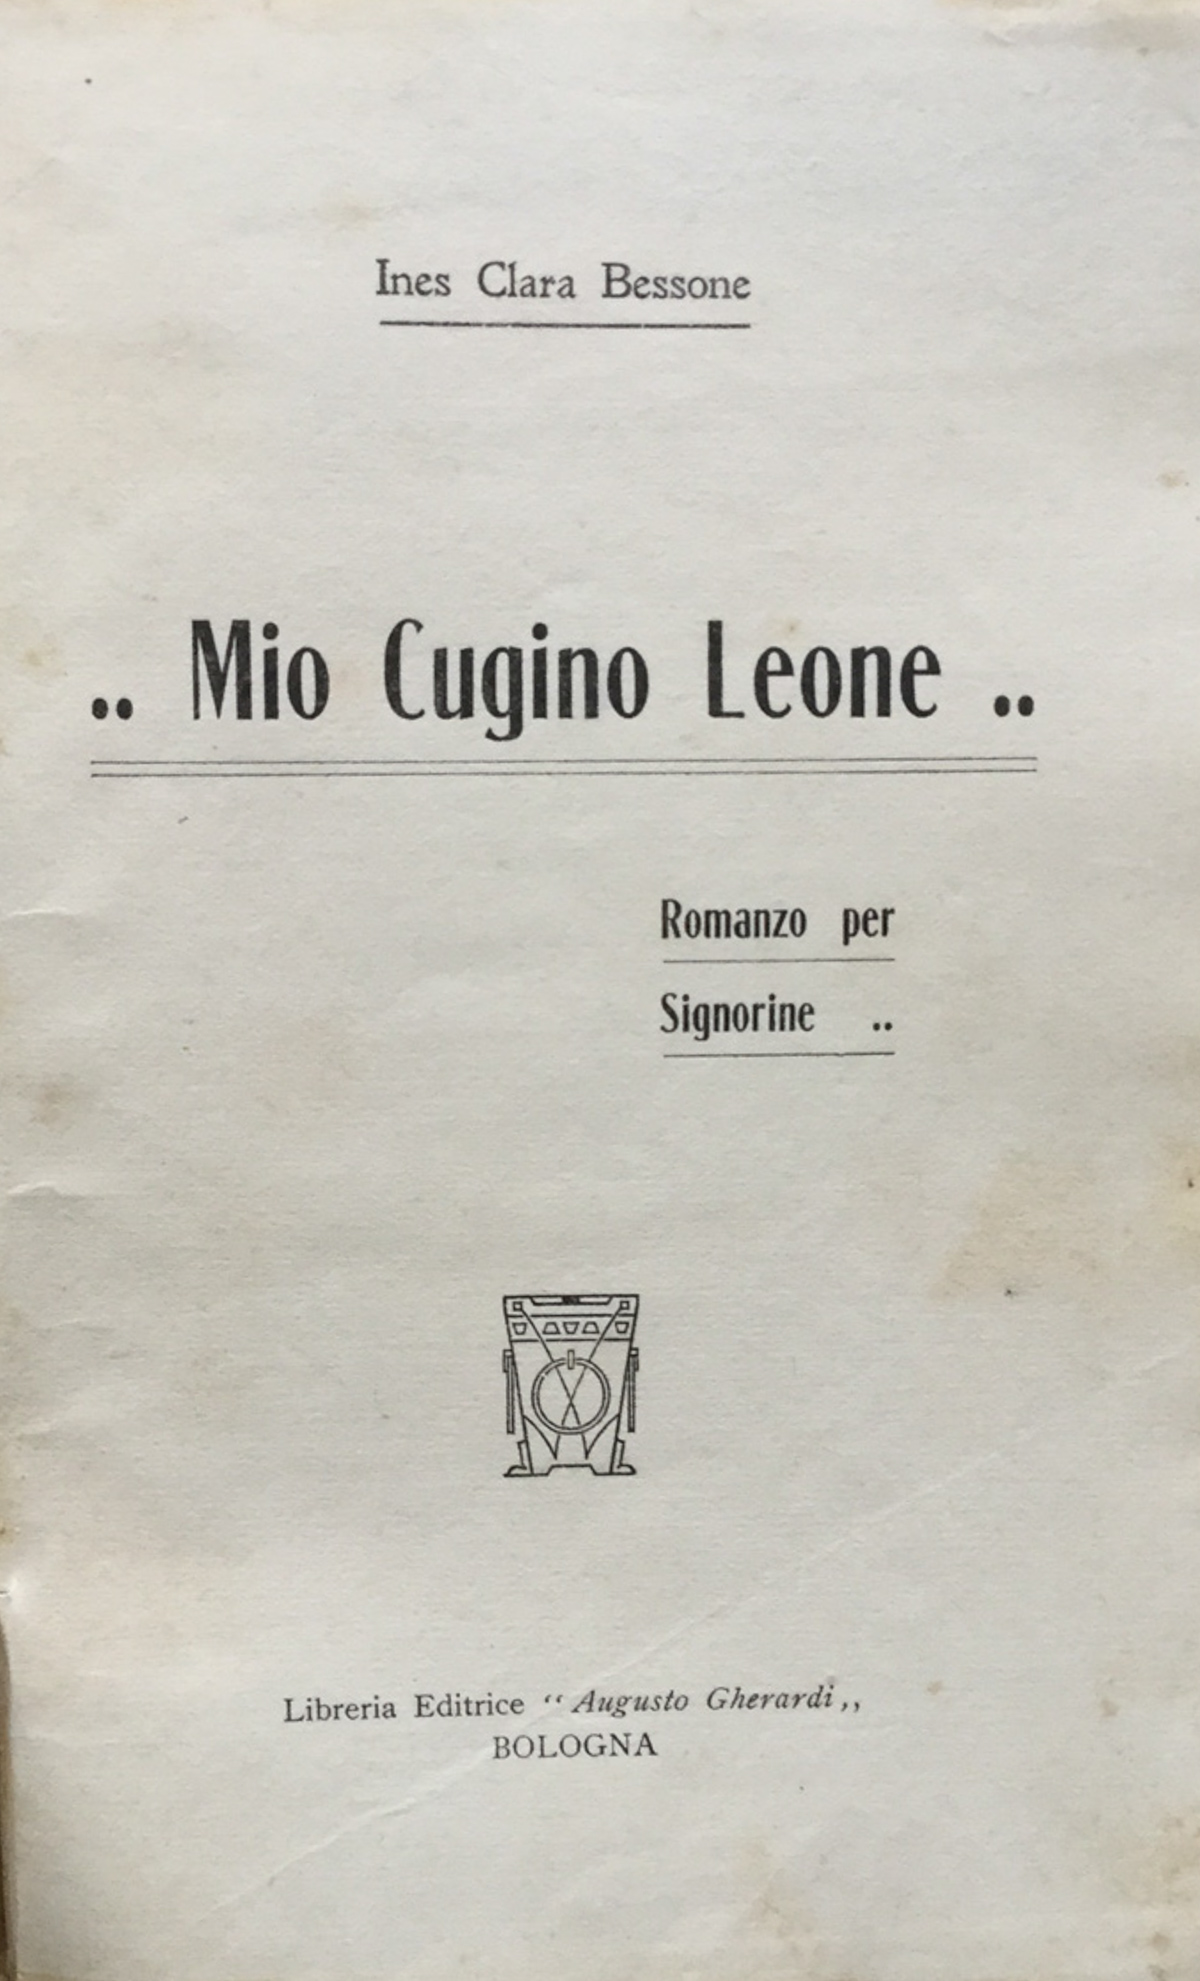 Ines Clara Bessone
.. Mio Cugino Leone ..
Romanzo per
Signorine ..
Libreria Editrice “ Augusto Gherardi ,,
BOLOGNA